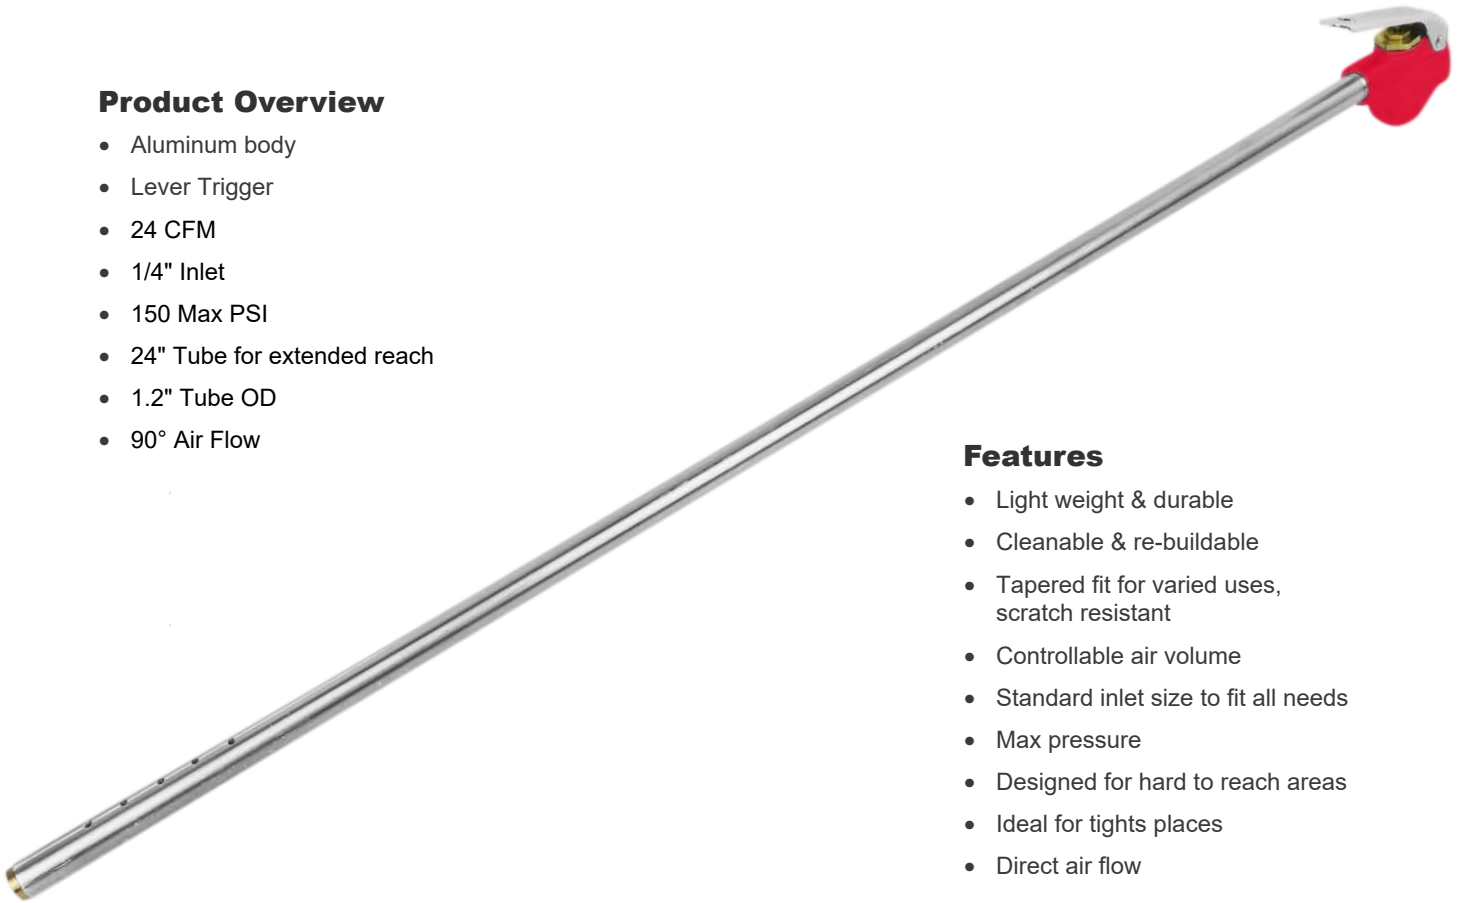 Product Overview
• Aluminum body
• Lever Trigger
• 24 CFM
• 1/4" Inlet
• 150 Max PSI
• 24" Tube for extended reach
• 1.2" Tube OD
• 90° Air Flow
Features
• Light weight & durable
• Cleanable & re-buildable
• Tapered fit for varied uses,
scratch resistant
• Controllable air volume
• Standard inlet size to fit all needs
• Max pressure
• Designed for hard to reach areas
• Ideal for tights places
• Direct air flow